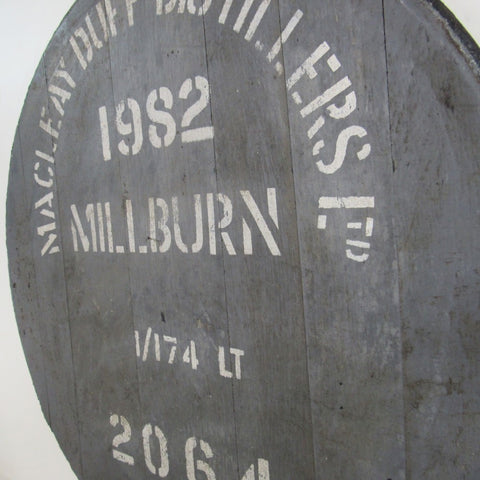 MACLEAY DUFF DISTILLERS LTD
1982
MILLBURN
1/174 LT
2064